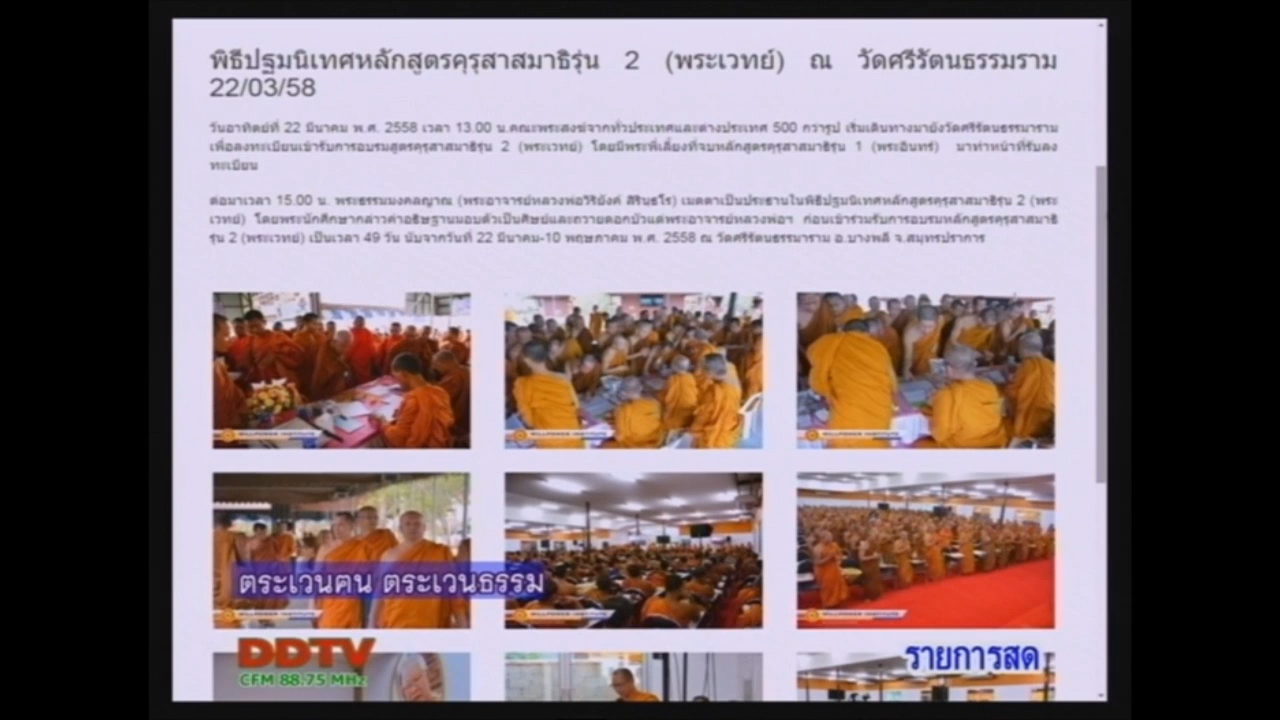 พิธีปฐมนิเทศหลักสูตรครุสาสมาธิรุ่น 2 (พระเวทย์) ณ วัดศรีรัตนธรรมราม
22/03/58
วันอาทิตย์ที่ 22 มีนาคม พ.ศ. 2558 เวลา 13.00 น.คณะพระสงฆ์จากทั่วประเทศและต่างประเทศ 500 กว่ารูป เริ่มเดินทางมายังวัดศรีรัตนธรรมาราม
เพื่อลงทะเบียนเข้ารับการอบรมสูตรครุสาสมาธิรุ่น 2 (พระเวทย์) โดยมีพระพี่เลี้ยงที่จบหลักสูตรครุสาสมาธิรุ่น 1 (พระอินทร์) มาทำหน้าที่รับลง
ทะเบียน
ต่อมาเวลา 15.00 น. พระธรรมมงคลญาณ (พระอาจารย์หลวงพ่อวิริยังค์ สิรินธโร) เมตตาเป็นประธานในพิธีปฐมนิเทศหลักสูตรครุสาสมาธิรุ่น 2 (พระ
เวทย์) โดยพระนักศึกษากล่าวคำอธิษฐานมอบตัวเป็นศิษย์และถวายดอกบัวแด่พระอาจารย์หลวงพ่อฯ ก่อนเข้าร่วมรับการอบรมหลักสูตรครุสาสมาธิ
รุ่น 2 (พระเวทย์) เป็นเวลา 49 วัน นับจากวันที่ 22 มีนาคม-10 พฤษภาคม พ.ศ. 2558 ณ วัดศรีรัตนธรรมาราม อ.บางพลี จ.สมุทรปราการ
WILLPOWER INSTITUTE
WILLPOWER INSTITUTE
WILLPOWER INSTITUTE
ตระเวนฅน ตระเวนธรรม
WILLPOWER INSTITUTE
WILLPOWER INSTITUTE
WILLPOWER INSTITUTE
DDTV
CFM 88.75 MHz
รายการสด